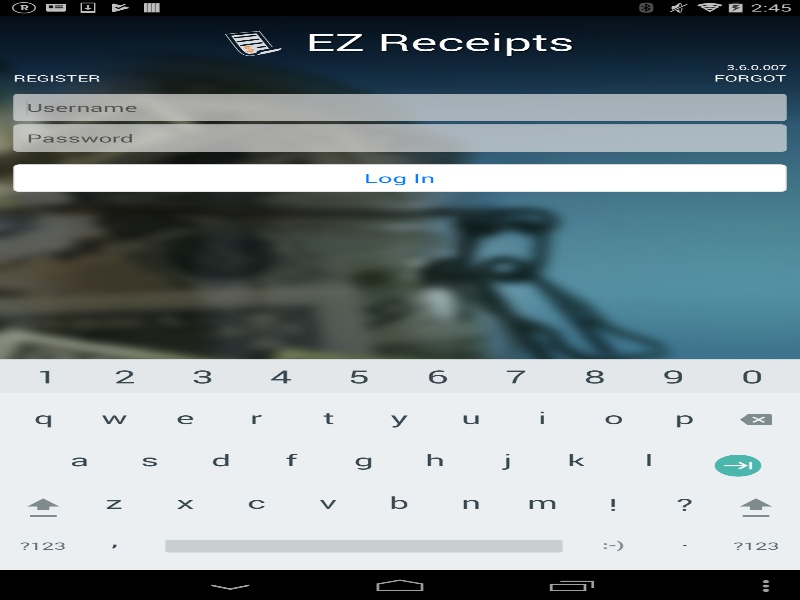 R 2:45
EZ Receipts
3.6.0.007
REGISTER FORGOT
Username
Password
Log In
1 2 3 4 5 6 7 8 9 0
q w e r t y u i o p
a s d f g h j k l
z x c v b n m ! ?
?123 , :-) . ?123